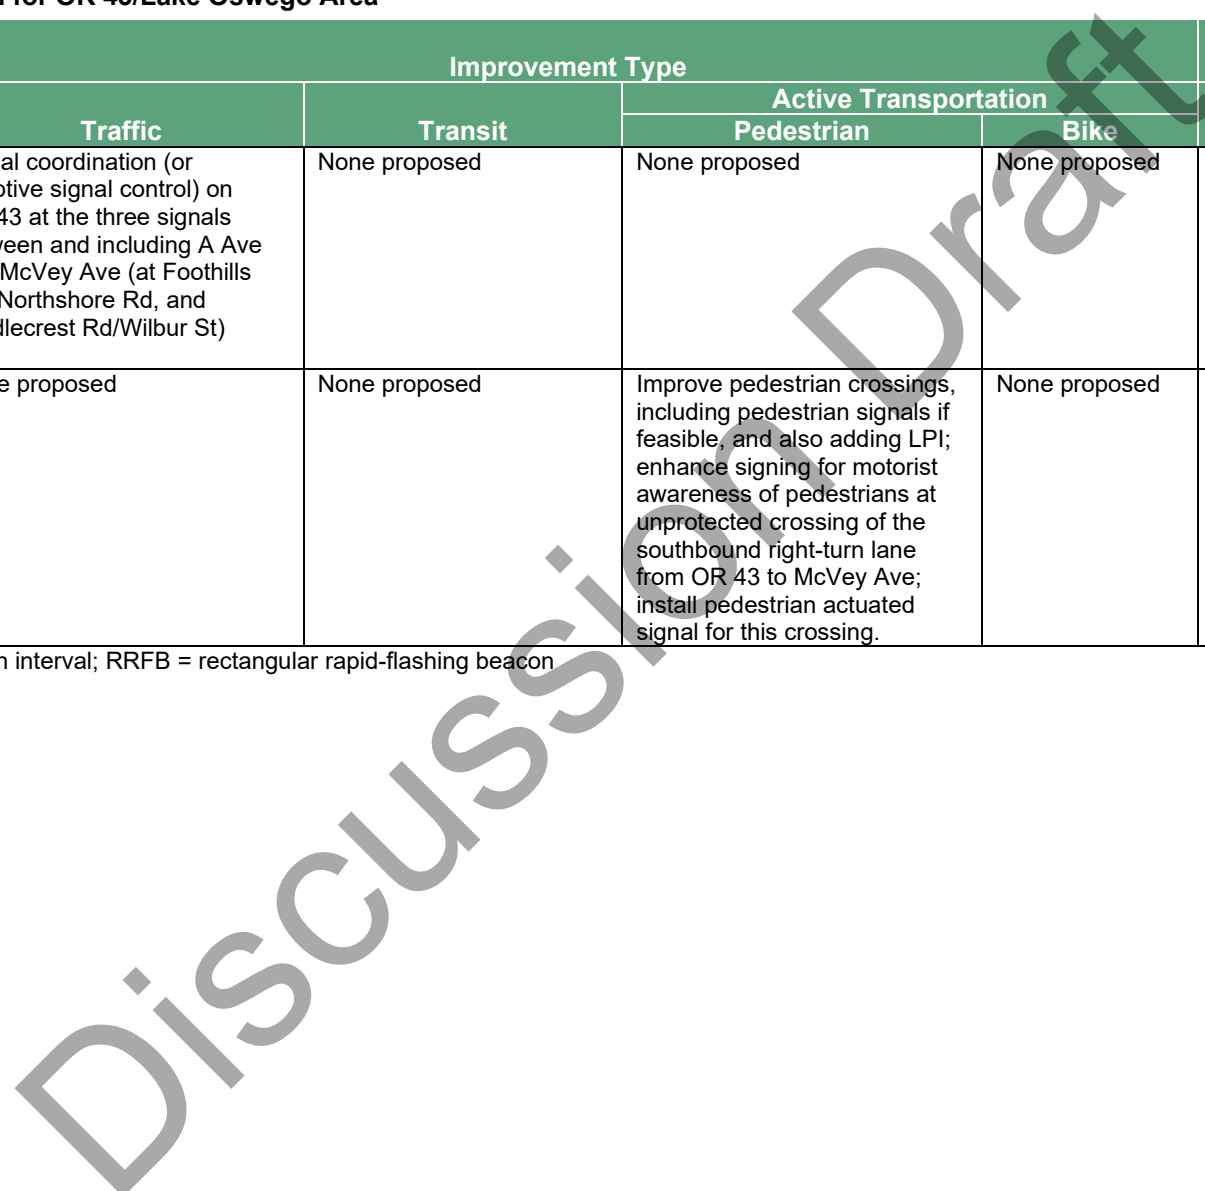 for OR 43/Lake Oswego Area
Improvement Type
Active Transportation
Traffic Transit Pedestrian Bike
al coordination (or
tive signal control) on
43 at the three signals
een and including A Ave
McVey Ave (at Foothills
Northshore Rd, and
dlecrest Rd/Wilbur St)
None proposed
None proposed
None proposed
e proposed
None proposed
Improve pedestrian crossings,
including pedestrian signals if
feasible, and also adding LPI;
enhance signing for motorist
awareness of pedestrians at
unprotected crossing of the
southbound right-turn lane
from OR 43 to McVey Ave;
install pedestrian actuated
signal for this crossing.
None proposed
n interval; RRFB = rectangular rapid-flashing beacon
Discussion Draft